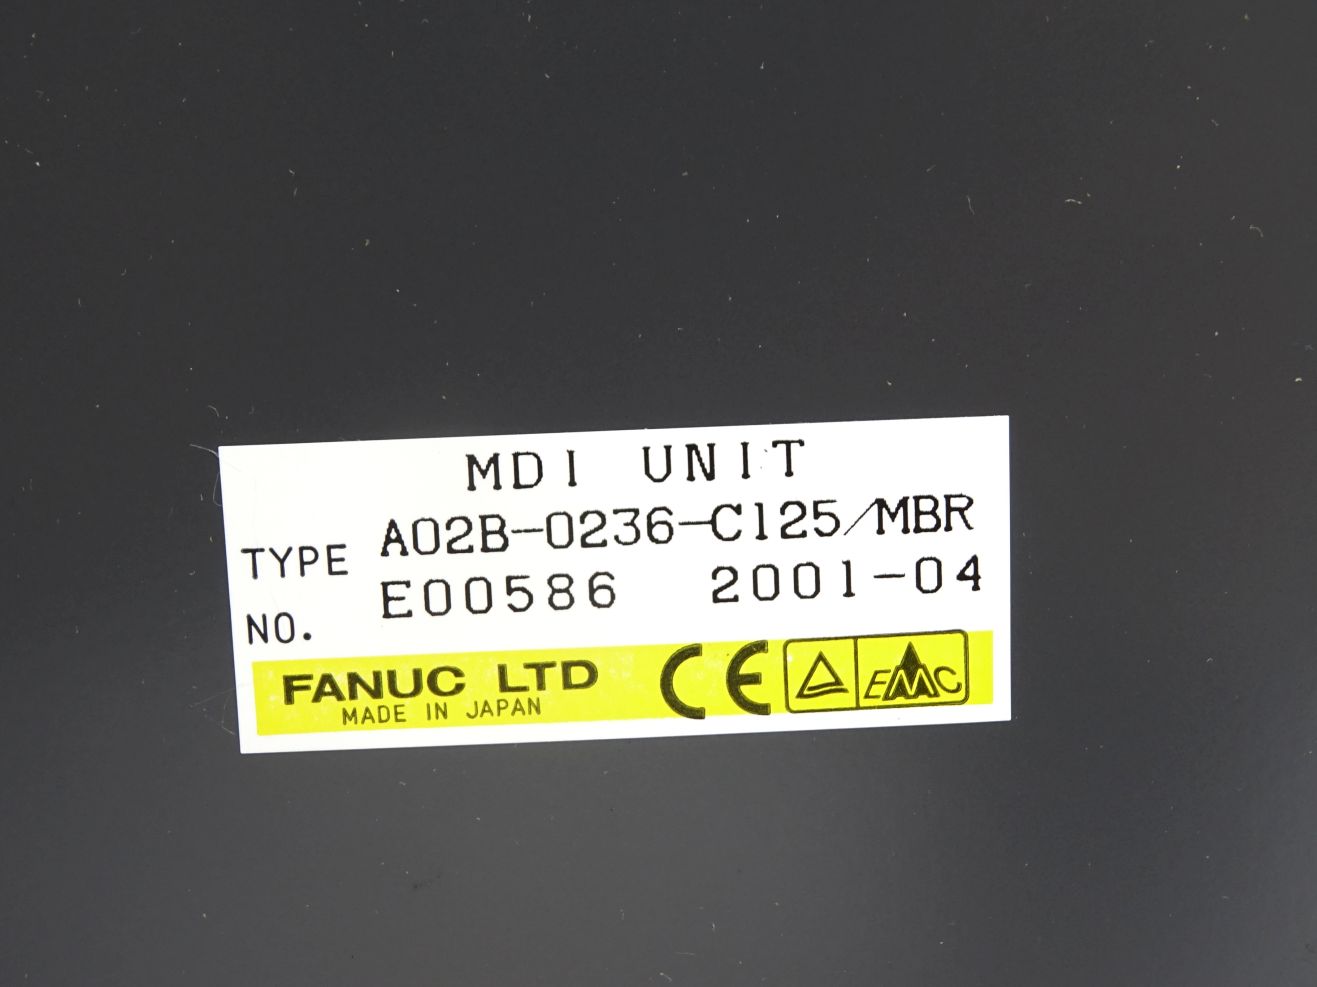 MDI UNIT
TYPE A02B-0236-C125/MBR
NO. E00586 2001-04
FANUC LTD CE EMC
MADE IN JAPAN